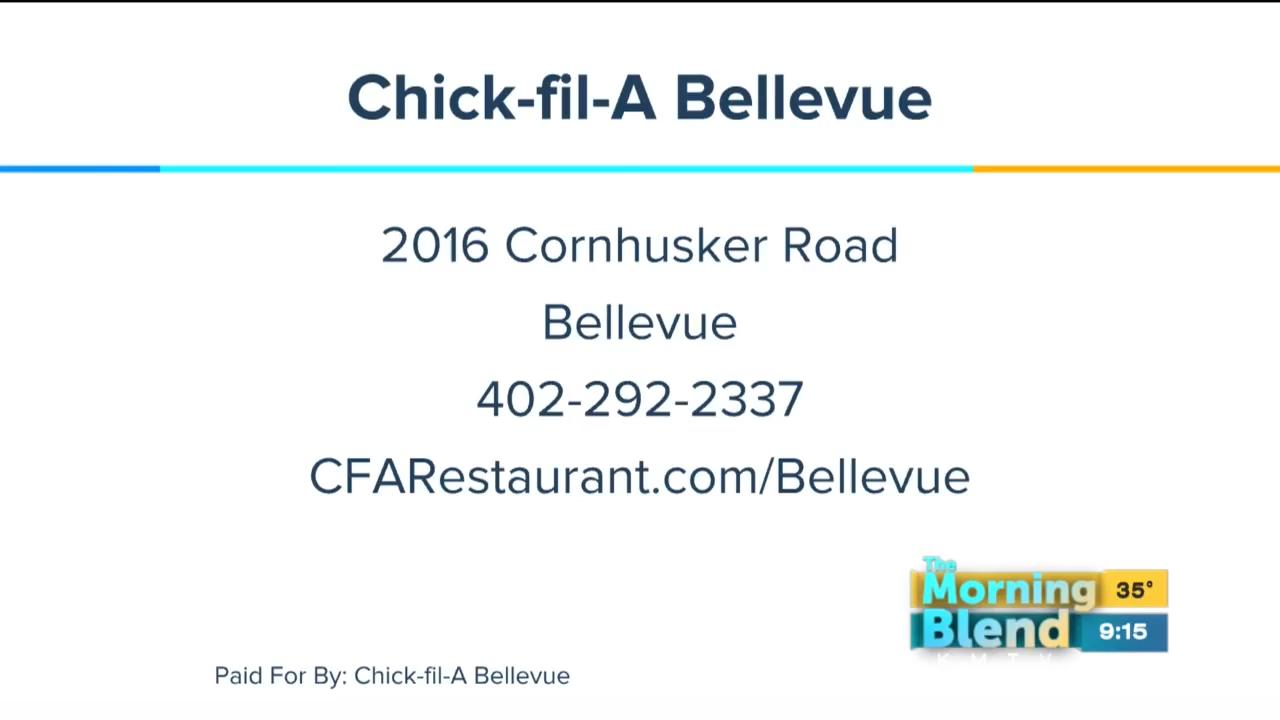 Chick-fil-A Bellevue
2016 Cornhusker Road
Bellevue
402-292-2337
CFARestaurant.com/Bellevue
The
Morning 35°
Blend 9:15
KMTV
Paid For By: Chick-fil-A Bellevue